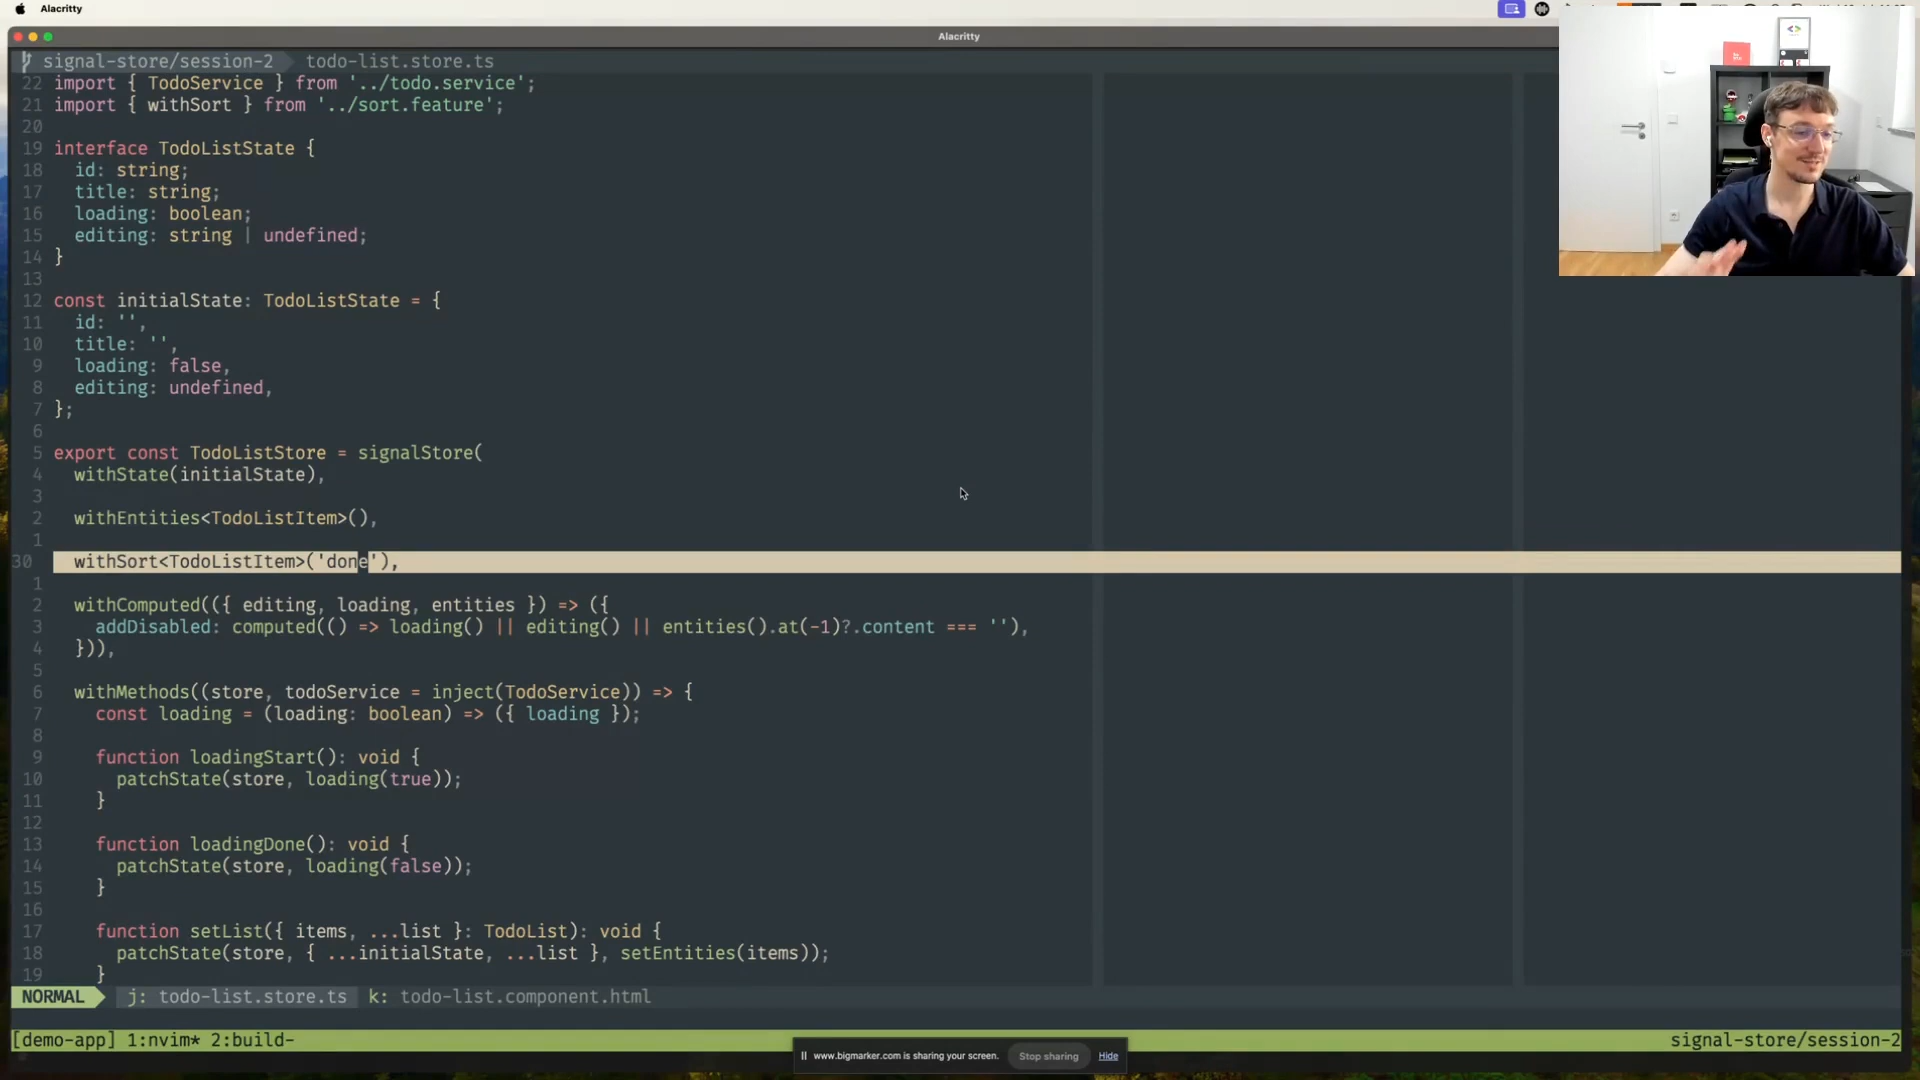 Alacritty
Alacritty
signal-store/session-2 todo-list.store.ts
22 import { TodoService } from '../todo.service';
21 import { withSort } from '../sort.feature';
20
19 interface TodoListState {
18 id: string;
17 title: string;
16 loading: boolean;
15 editing: string | undefined;
14 }
13
12 const initialState: TodoListState = {
11 id: '',
10 title: '',
9 loading: false,
8 editing: undefined,
7 };
6
5 export const TodoListStore = signalStore(
4 withState(initialState),
3
2 withEntities<TodoListItem>(),
1
30 withSort<TodoListItem>('done'),
1
2 withComputed(({ editing, loading, entities }) => ({
3 addDisabled: computed(() => loading() || editing() || entities().at(-1)?.content === ''),
4 })),
5
6 withMethods((store, todoService = inject(TodoService)) => {
7 const loading = (loading: boolean) => ({ loading });
8
9 function loadingStart(): void {
10 patchState(store, loading(true));
11 }
12
13 function loadingDone(): void {
14 patchState(store, loading(false));
15 }
16
17 function setList({ items, ...list }: TodoList): void {
18 patchState(store, { ...initialState, ...list }, setEntities(items));
19 }
NORMAL j: todo-list.store.ts k: todo-list.component.html
[demo-app] 1:nvim* 2:build- signal-store/session-2
www.bigmarker.com is sharing your screen. Stop sharing Hide